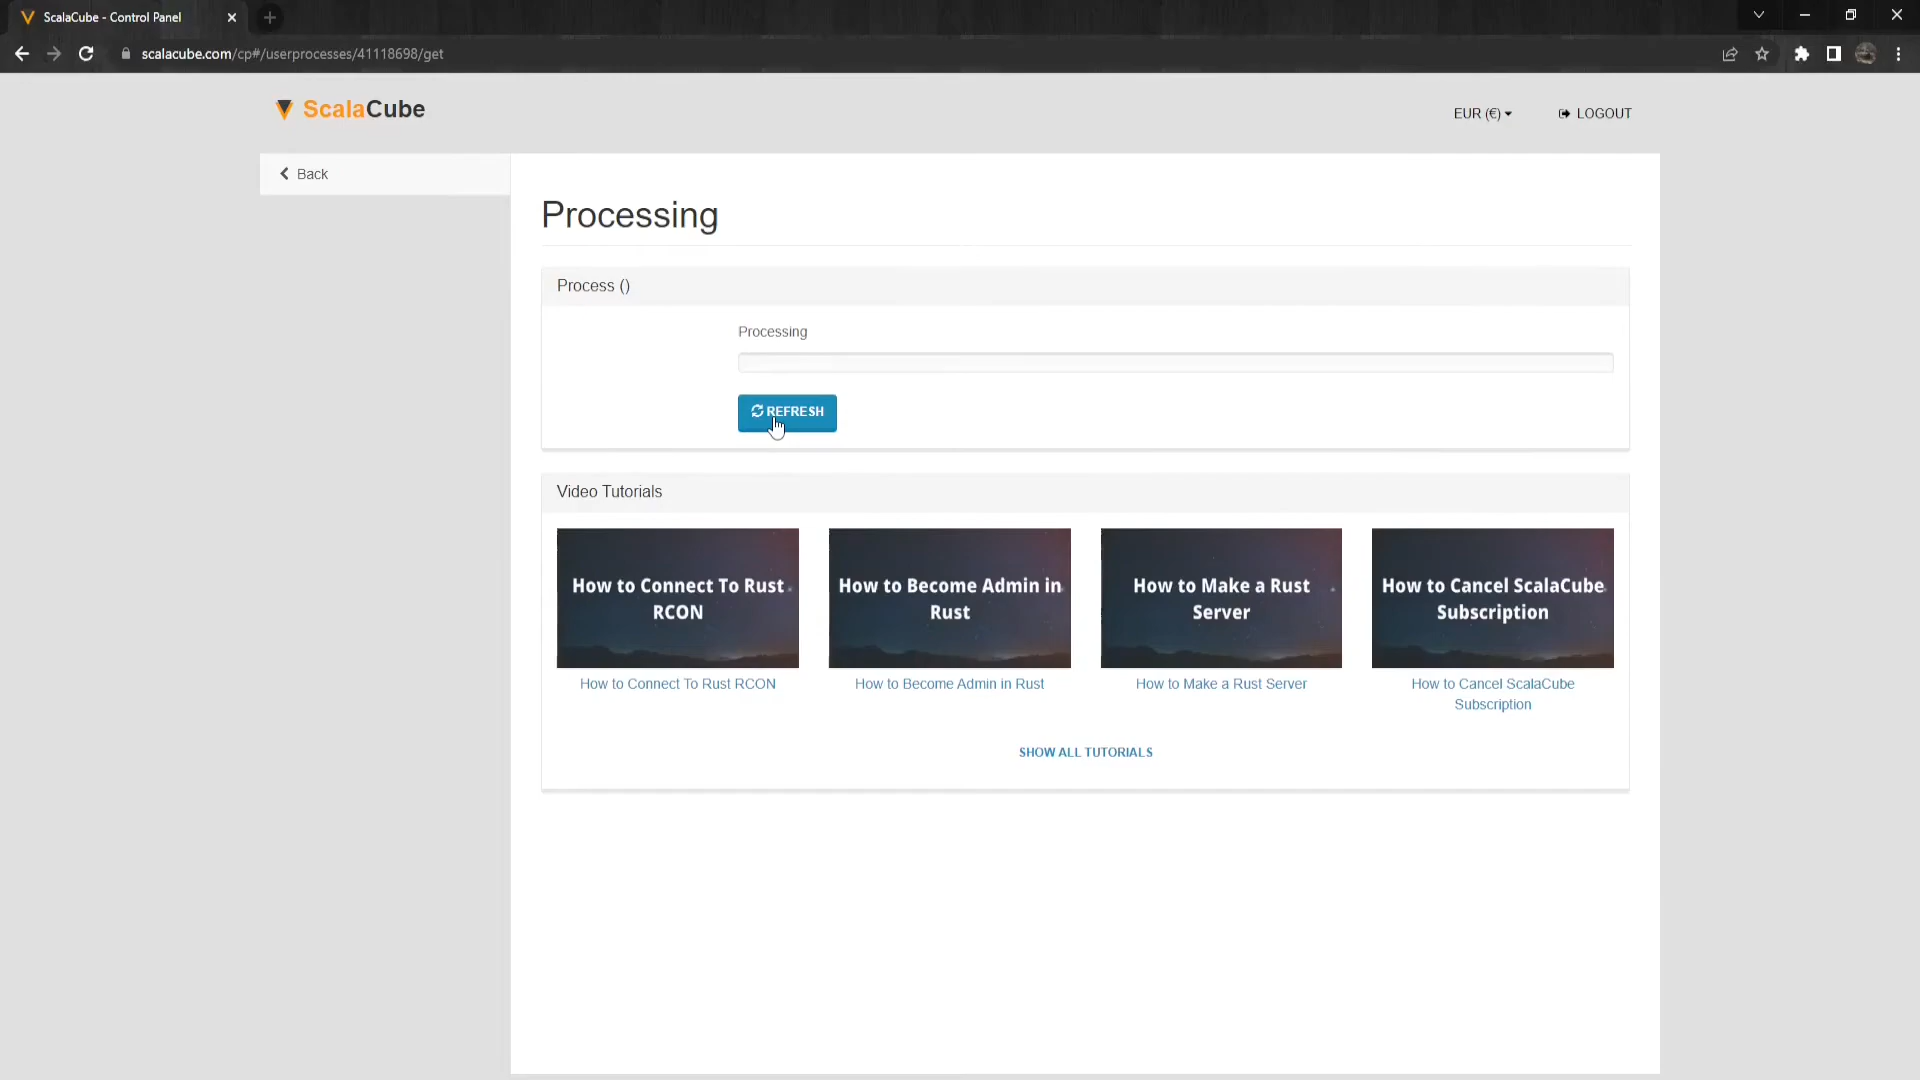 ScalaCube - Control Panel
scalacube.com/cp#/userprocesses/41118698/get
ScalaCube
EUR (€)
LOGOUT
Back
Processing
Process ()
Processing
REFRESH
Video Tutorials
How to Connect To Rust
RCON
How to Become Admin in
Rust
How to Make a Rust
Server
How to Cancel ScalaCube
Subscription
How to Connect To Rust RCON
How to Become Admin in Rust
How to Make a Rust Server
How to Cancel ScalaCube
Subscription
SHOW ALL TUTORIALS